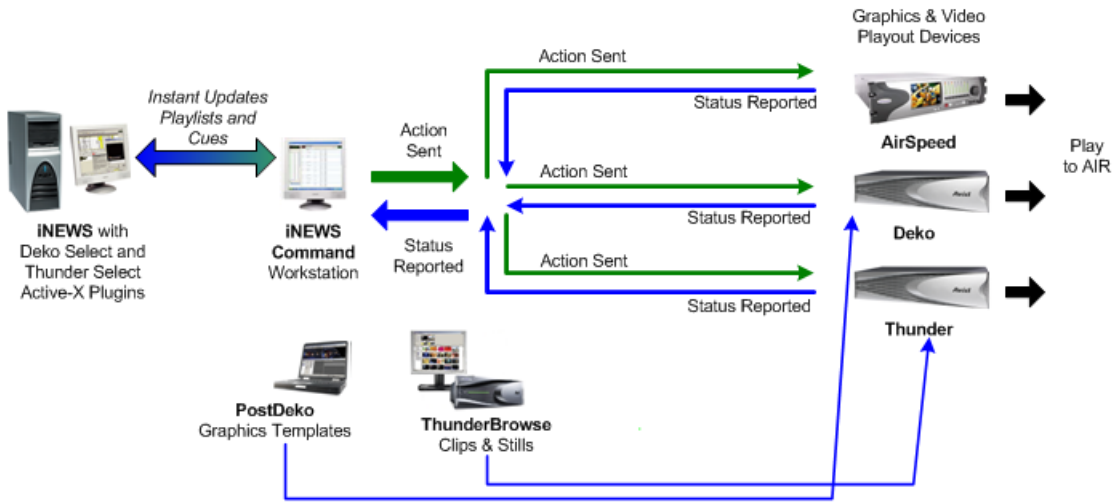 Graphics & Video
Playout Devices
Action Sent
Status Reported
Instant Updates
Playlists and
Cues
Action
Sent
AirSpeed
Play
to AIR
Action Sent
Status Reported
Avid
Deko
iNEWS with
Deko Select and
Thunder Select
Active-X Plugins
iNEWS
Command
Workstation
Status
Reported
Action Sent
Status Reported
Avid
Thunder
PostDeko
Graphics Templates
ThunderBrowse
Clips & Stills